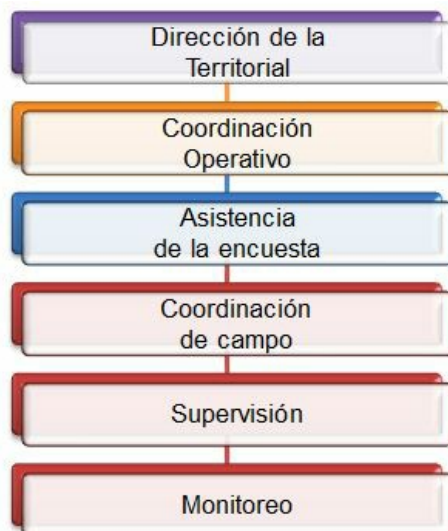 Dirección de la
Territorial
Coordinación
Operativo
Asistencia
de la encuesta
Coordinación
de campo
Supervisión
Monitoreo